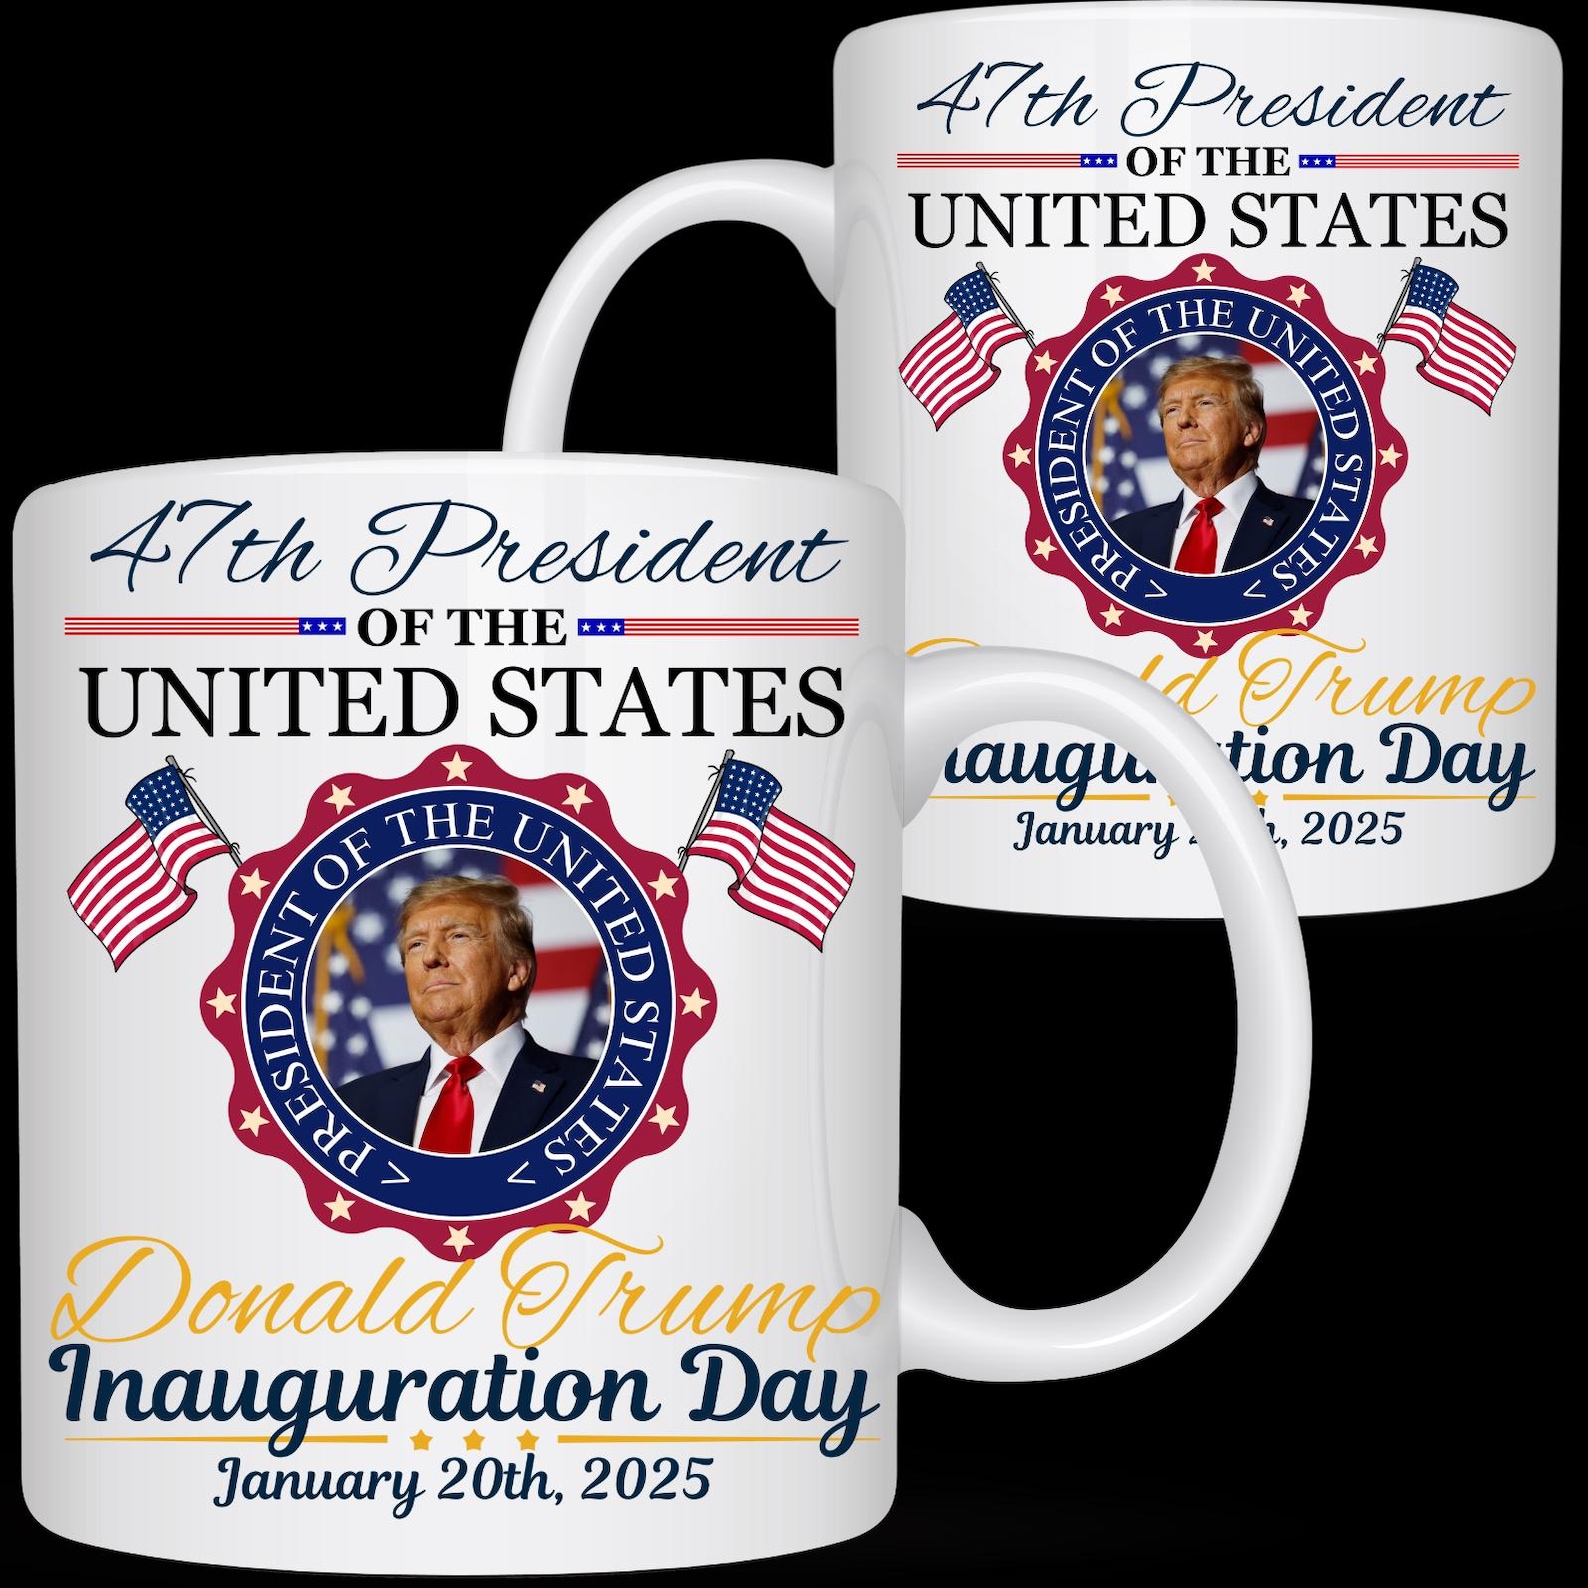 47th President
OF THE
UNITED STATES
< PRESIDENT OF THE UNITED STATES >
Donald Trump
Inauguration Day
January 20th, 2025
47th President
OF THE
UNITED STATES
< PRESIDENT OF THE UNITED STATES >
Trump
Day
January 2025